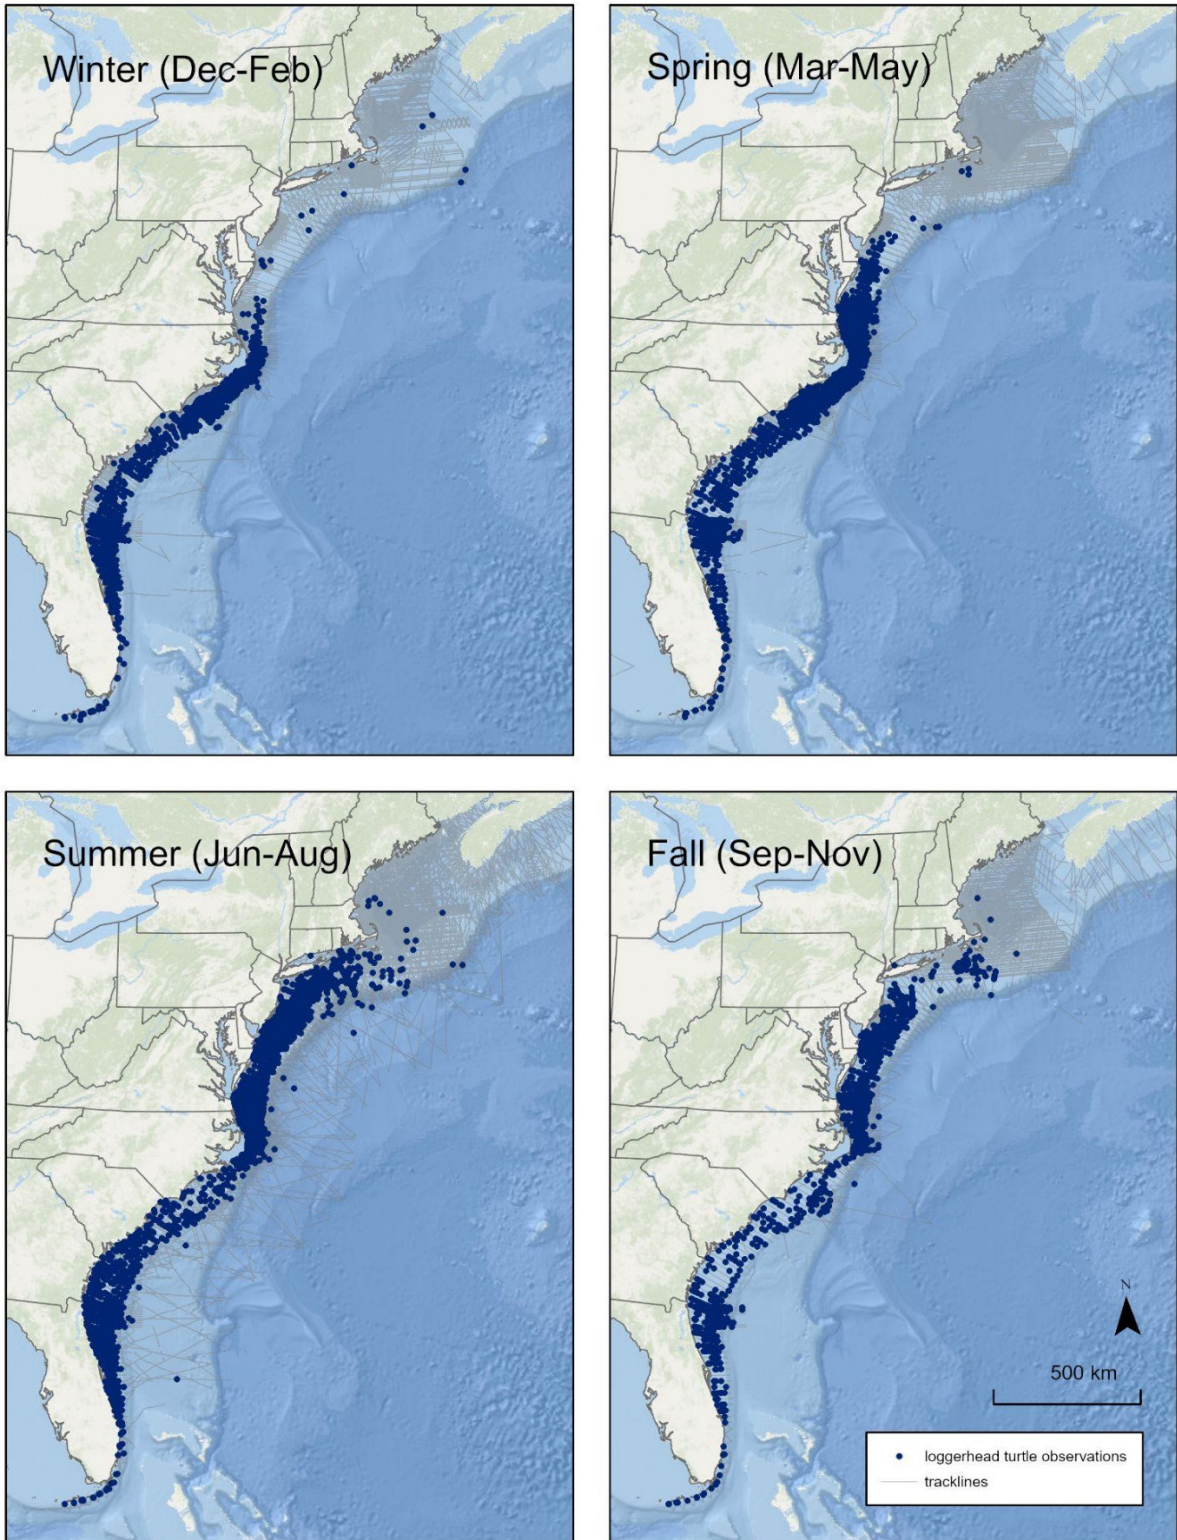 Winter (Dec-Feb)
Spring (Mar-May)
Summer (Jun-Aug)
Fall (Sep-Nov)
N
500 km
loggerhead turtle observations
tracklines